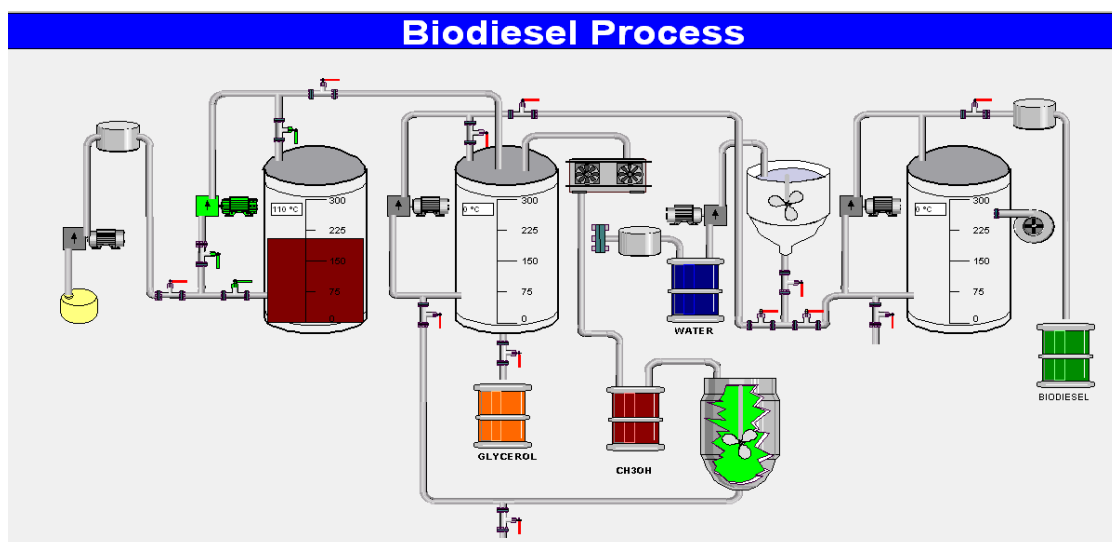 Biodiesel Process
110 °C
300
225
150
75
0
0 °C
300
225
150
75
0
0 °C
300
225
150
75
0
WATER
GLYCEROL
CH3OH
BIODIESEL